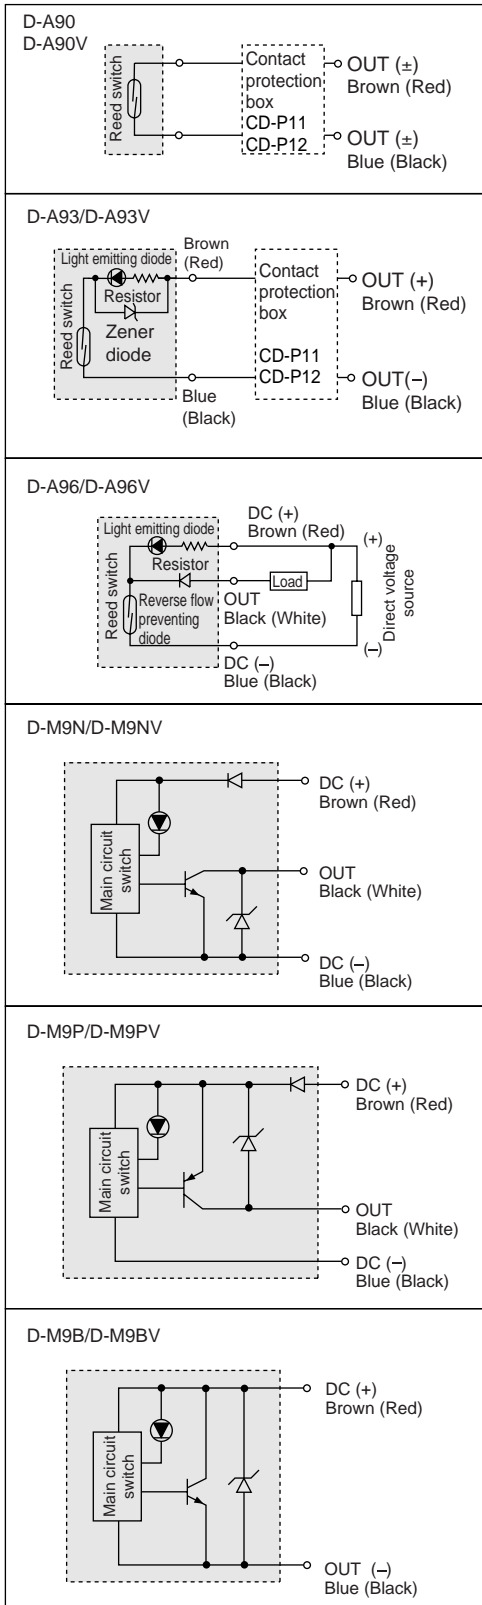 D-A90
D-A90V
Reed switch
Contact
protection
box
CD-P11
CD-P12
OUT (±)
Brown (Red)
OUT (±)
Blue (Black)
D-A93/D-A93V
Light emitting diode
Resistor
Zener
diode
Reed switch
Brown
(Red)
Blue
(Black)
Contact
protection
box
CD-P11
CD-P12
OUT (+)
Brown (Red)
OUT(–)
Blue (Black)
D-A96/D-A96V
Light emitting diode
Resistor
Reed switch
Reverse flow
preventing
diode
DC (+)
Brown (Red)
Load
OUT
Black (White)
DC (–)
Blue (Black)
(+)
Direct voltage
source
(–)
D-M9N/D-M9NV
Main circuit
switch
DC (+)
Brown (Red)
OUT
Black (White)
DC (–)
Blue (Black)
D-M9P/D-M9PV
Main circuit
switch
DC (+)
Brown (Red)
OUT
Black (White)
DC (–)
Blue (Black)
D-M9B/D-M9BV
Main circuit
switch
DC (+)
Brown (Red)
OUT (–)
Blue (Black)